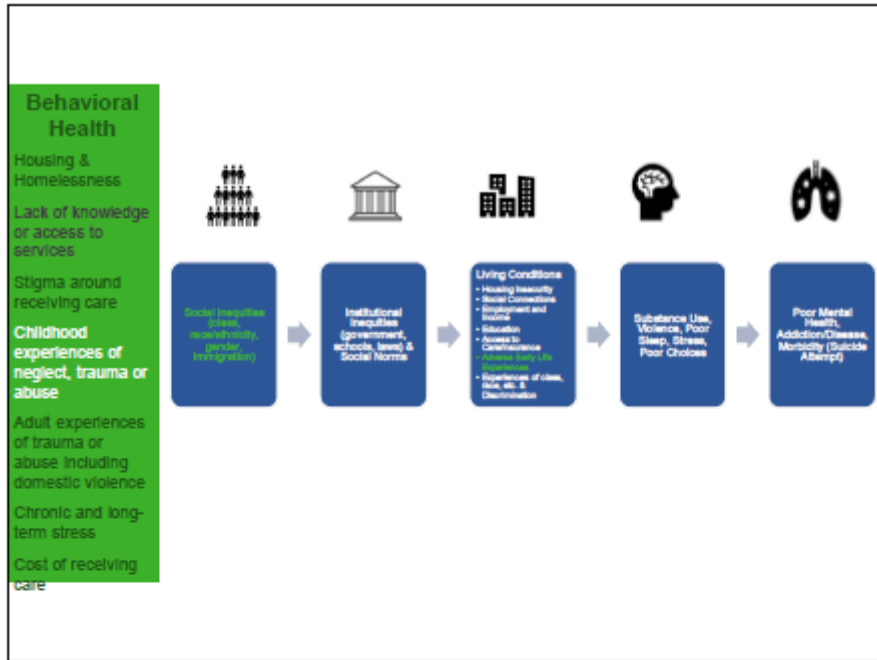 Behavioral
Health
Housing &
Homelessness
Lack of knowledge
or access to
services
Stigma around
receiving care
Childhood
experiences of
neglect, trauma or
abuse
Adult experiences
of trauma or
abuse including
domestic violence
Chronic and long-
term stress
Cost of receiving
care
Social Inequities
(class,
race/ethnicity,
gender,
immigration)
Institutional
Inequities
(government,
schools, laws) &
Social Norms
Living Conditions
• Housing Insecurity
• Social Connections
• Employment and
Income
• Education
• Access to
Care/Insurance
• Adverse Early Life
Experiences
• Experiences of class,
race, etc. &
Discrimination
Substance Use,
Violence, Poor
Sleep, Stress,
Poor Choices
Poor Mental
Health,
Addiction/Disease,
Morbidity (Suicide
Attempt)